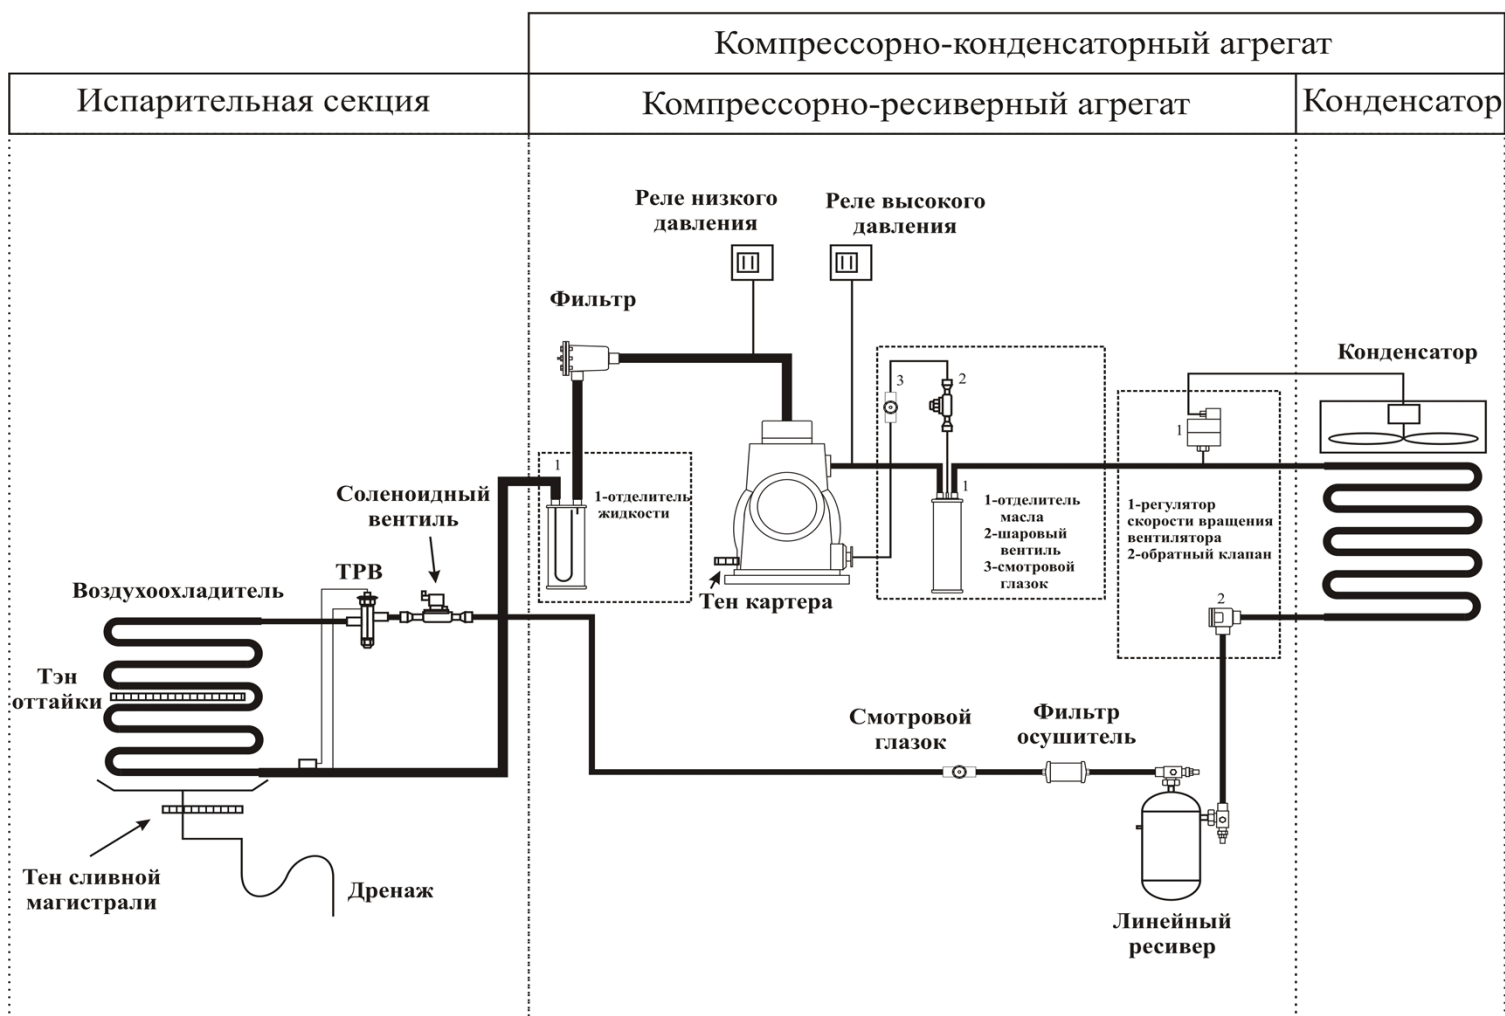 Компрессорно-конденсаторный агрегат
Испарительная секция
Компрессорно-ресиверный агрегат
Конденсатор
Реле низкого
давления
Реле высокого
давления
Фильтр
Конденсатор
3
2
1
1
1-отделитель
жидкости
1
1-отделитель
масла
2-шаровый
вентиль
3-смотровой
глазок
1-регулятор
скорости вращения
вентилятора
2-обратный клапан
2
Соленоидный
вентиль
ТРВ
Воздухоохладитель
Тен картера
Тэн
оттайки
Смотровой
глазок
Фильтр
осушитель
Тен сливной
магистрали
Дренаж
Линейный
ресивер